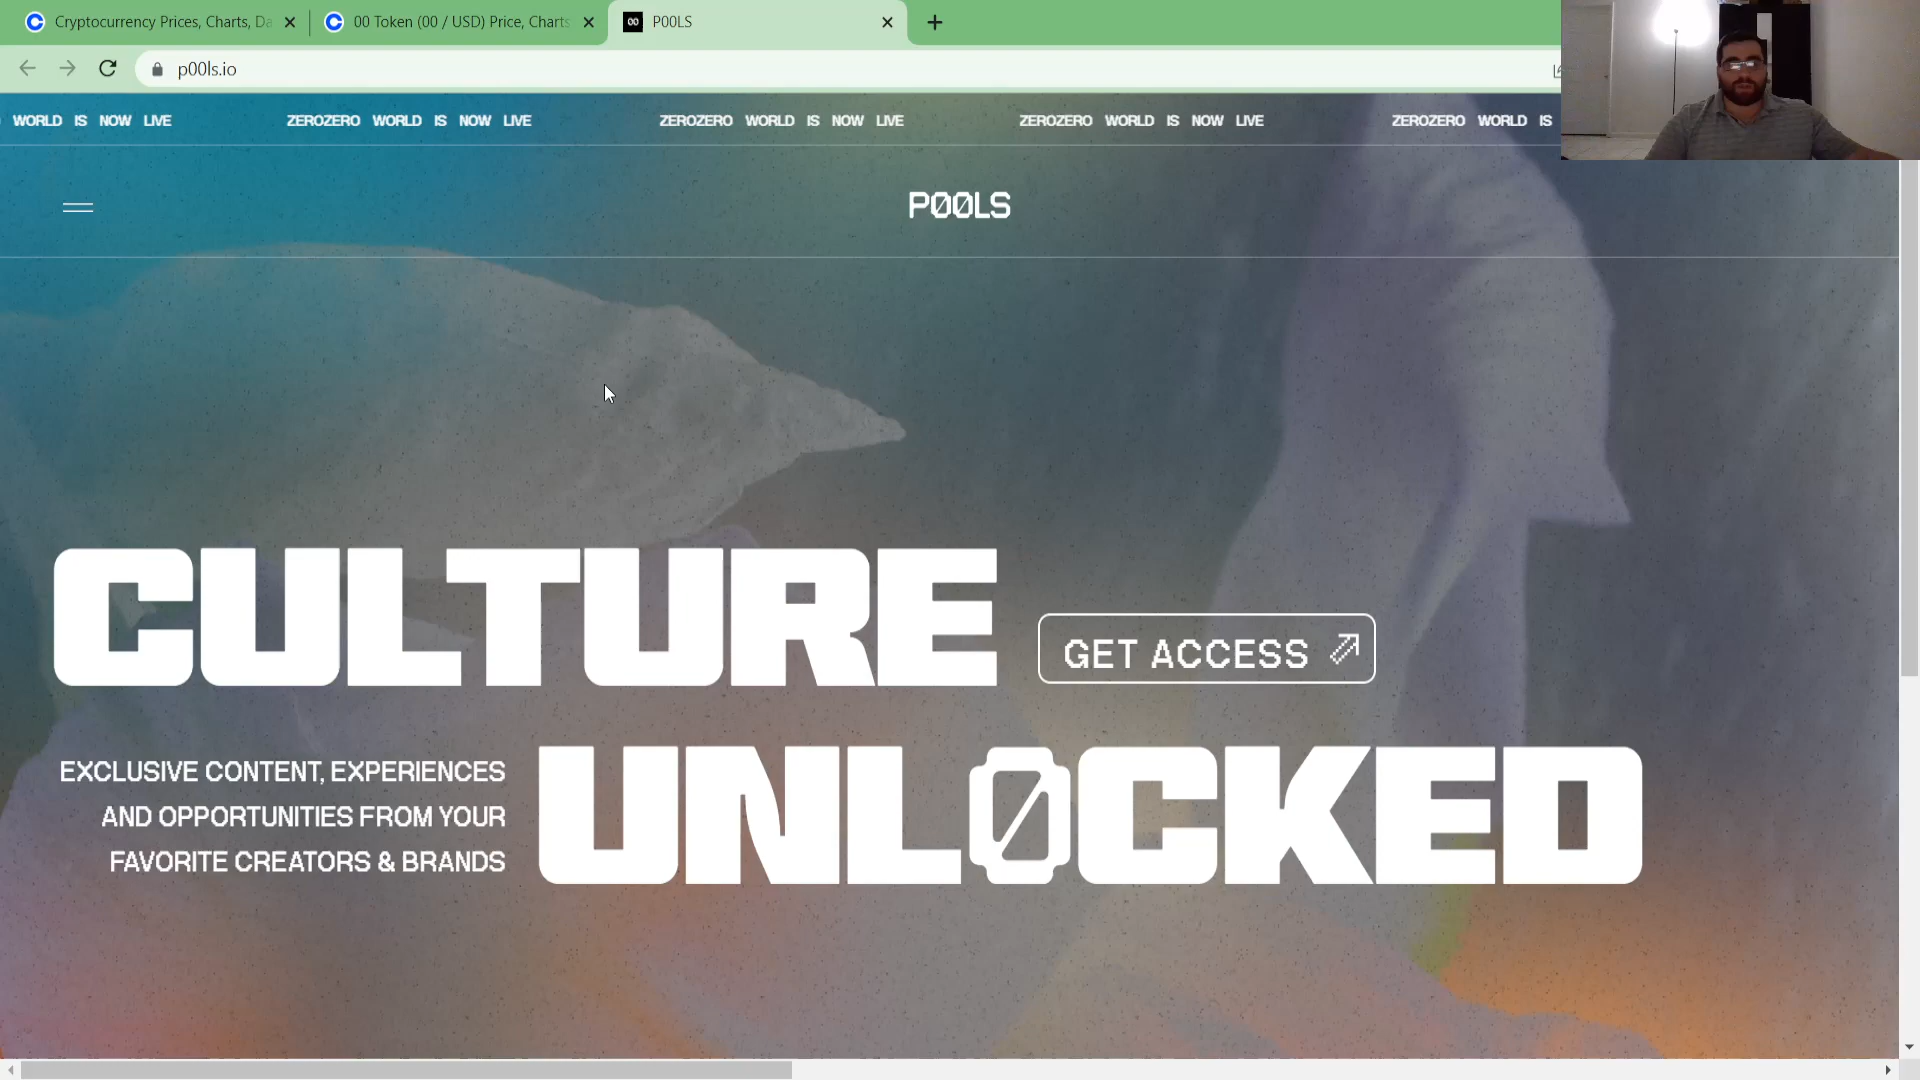 Cryptocurrency Prices, Charts, Da
00 Token (00 / USD) Price, Charts
P00LS
p00ls.io
WORLD IS NOW LIVE ZEROZERO WORLD IS NOW LIVE ZEROZERO WORLD IS NOW LIVE ZEROZERO WORLD IS NOW LIVE ZEROZERO WORLD IS
P00LS
CULTURE
GET ACCESS
EXCLUSIVE CONTENT, EXPERIENCES
AND OPPORTUNITIES FROM YOUR
FAVORITE CREATORS & BRANDS
UNL0CKED